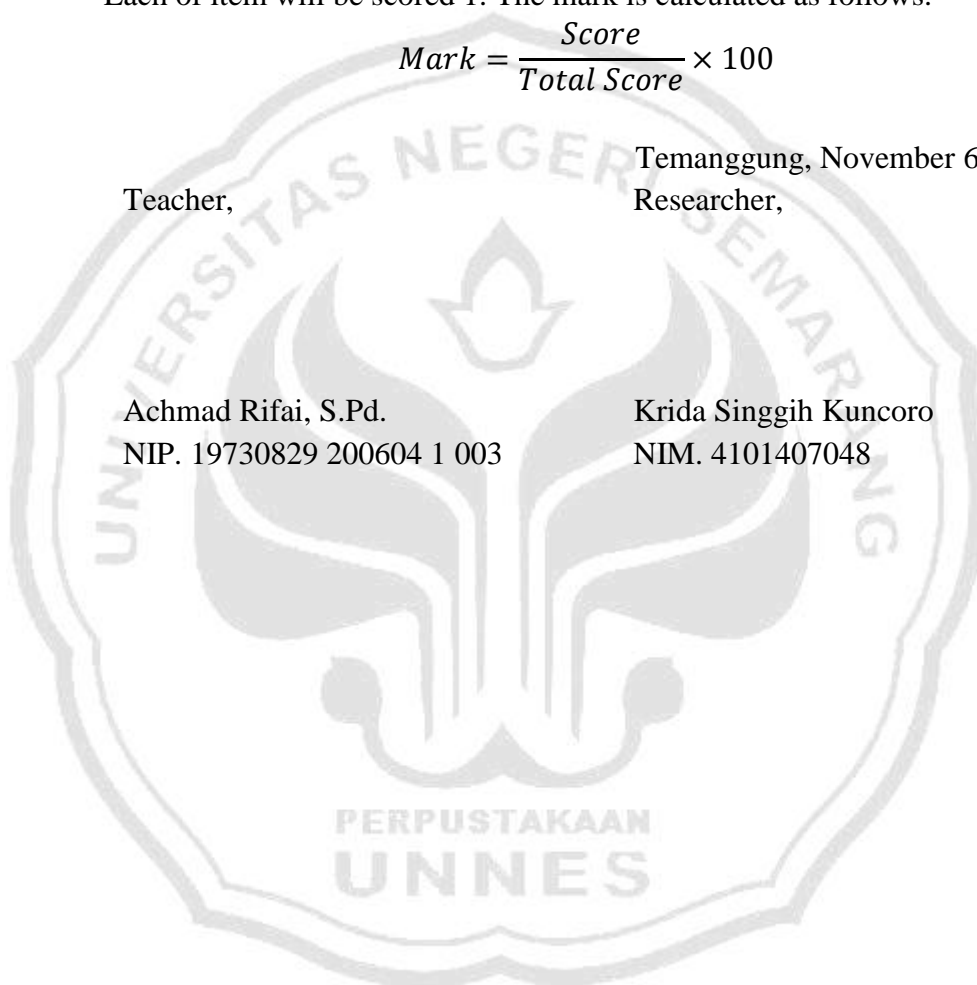 Each of item will be scored 1. The mark is calculated as follows:
Mark = Score / Total Score × 100
Temanggung, November 6
Teacher, Researcher,
Achmad Rifai, S.Pd. Krida Singgih Kuncoro
NIP. 19730829 200604 1 003 NIM. 4101407048
UNIVERSITAS NEGERI SEMARANG
PERPUSTAKAAN
UNNES